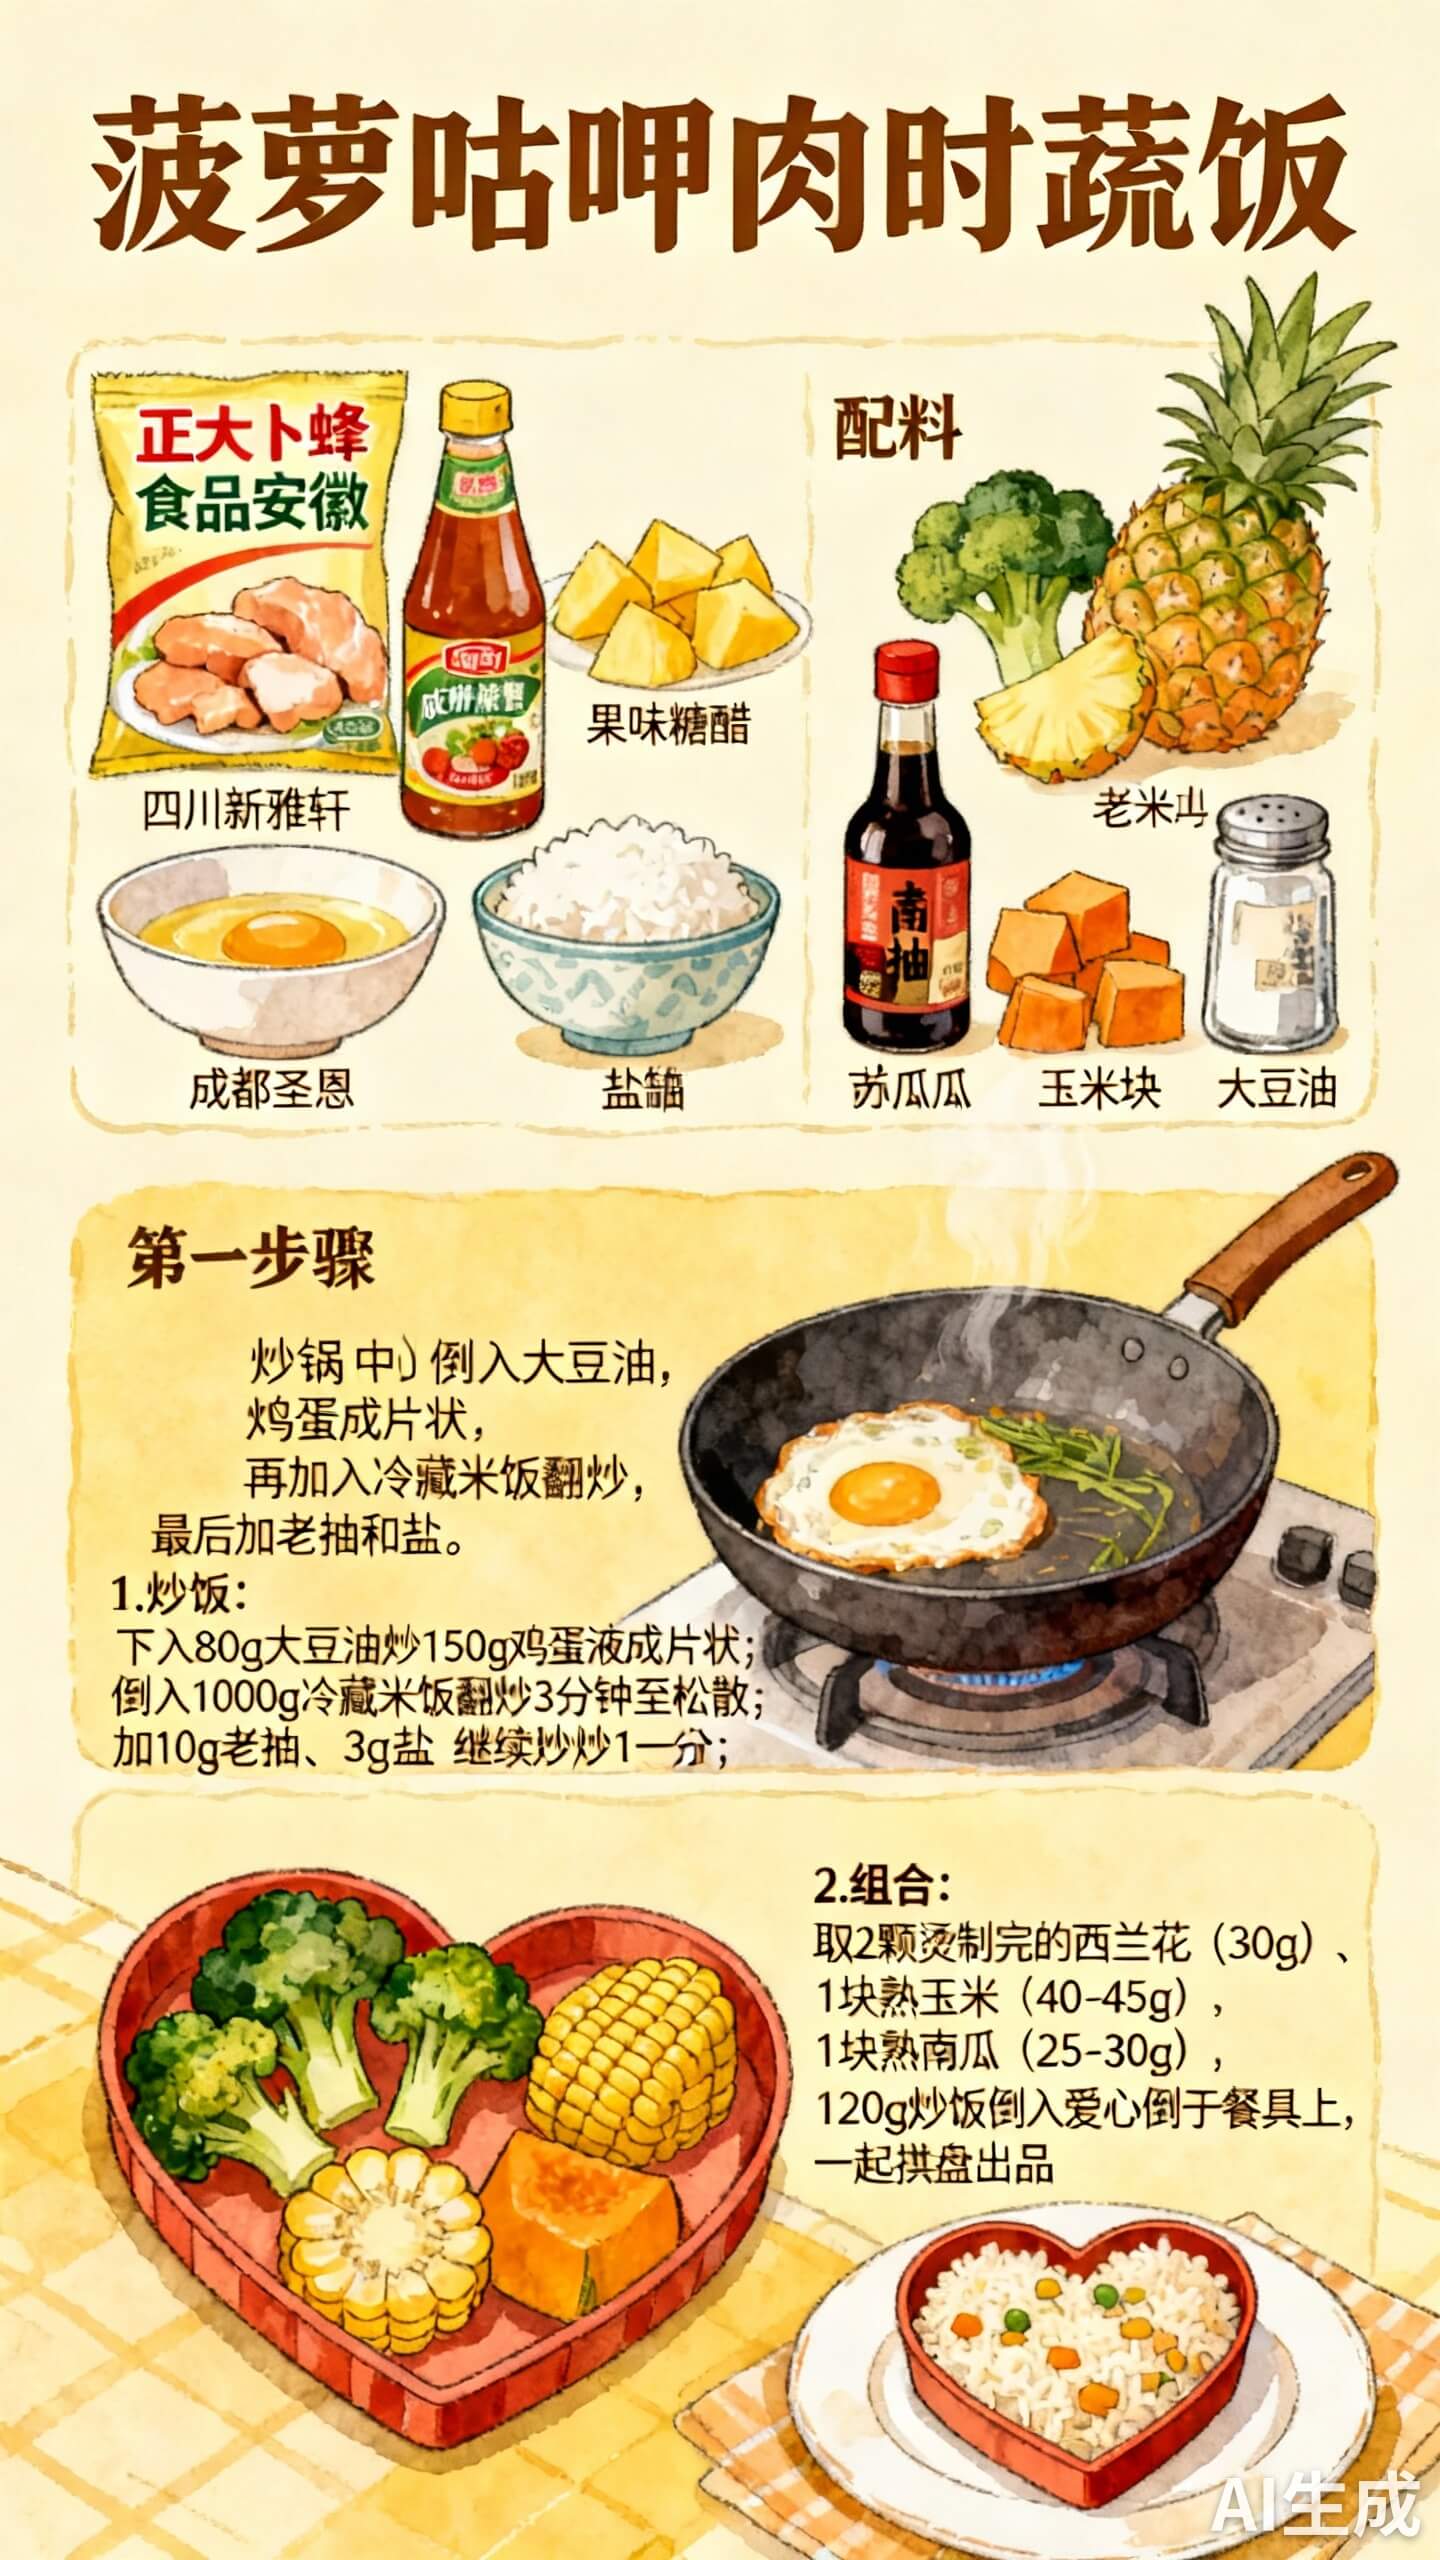 菠萝咕呷肉时蔬饭
正大卜蜂
食品安徽
果味糖醋
四川新雅轩
成都圣恩
配料
南抽
苏瓜瓜
玉米块
大豆油
第一步骤
炒锅中 倒入大豆油，
鸡蛋成片状，
再加入冷藏米饭翻炒，
最后加老抽和盐。
1.炒饭：
下入80g大豆油炒150g鸡蛋液成片状；
倒入1000g冷藏米饭翻炒3分钟至松散；
加10g老抽、3g盐 继续炒炒1一分；
2.组合：
取2颗烫制完的西兰花（30g）、
1块熟玉米（40-45g），
1块熟南瓜（25-30g），
120g炒饭倒入爱心倒于餐具上，
一起拼盘出品
AI生成